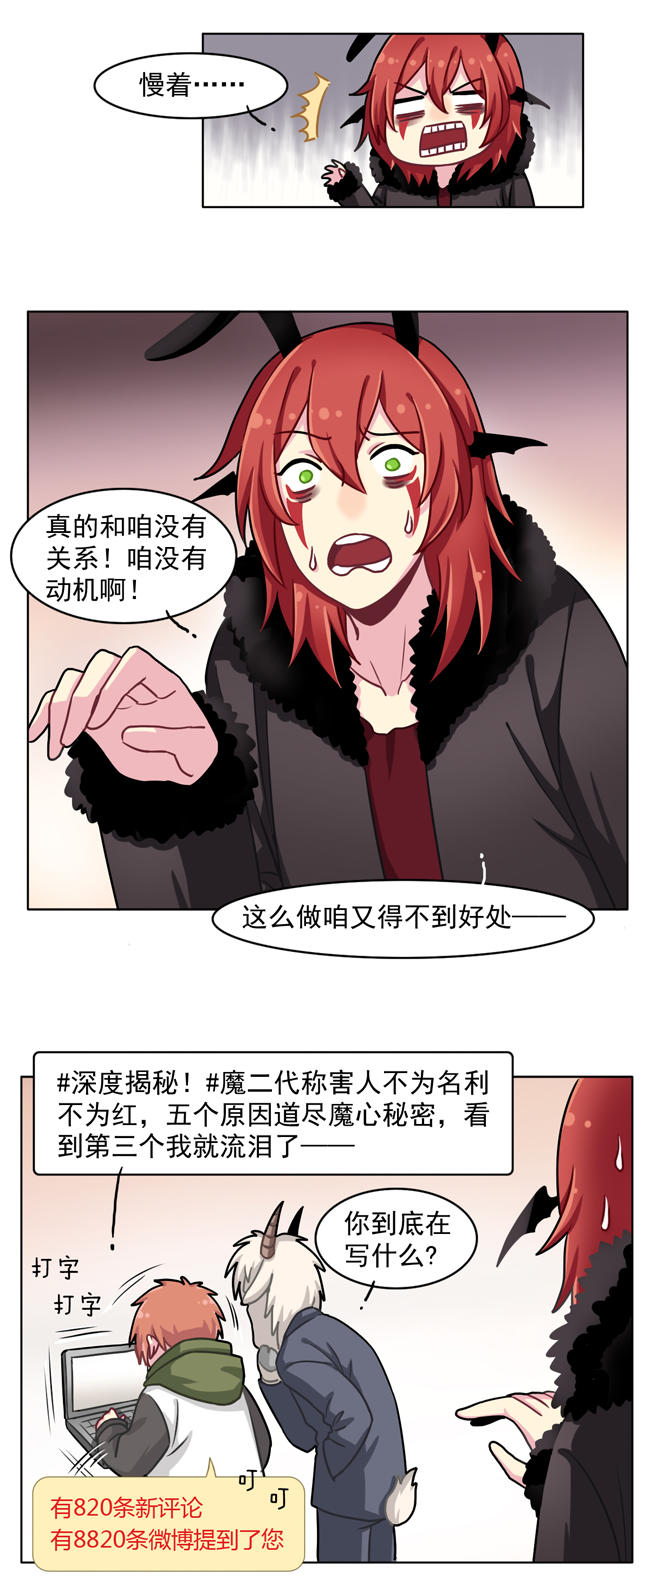 慢着……
真的和咱没有
关系！咱没有
动机啊！
这么做咱又得不到好处——
#深度揭秘！#魔二代称害人不为名利
不为红，五个原因道尽魔心秘密，看
到第三个我就流泪了——
你到底在
写什么?
打字
打字
叮
叮
有820条新评论
有8820条微博提到了您